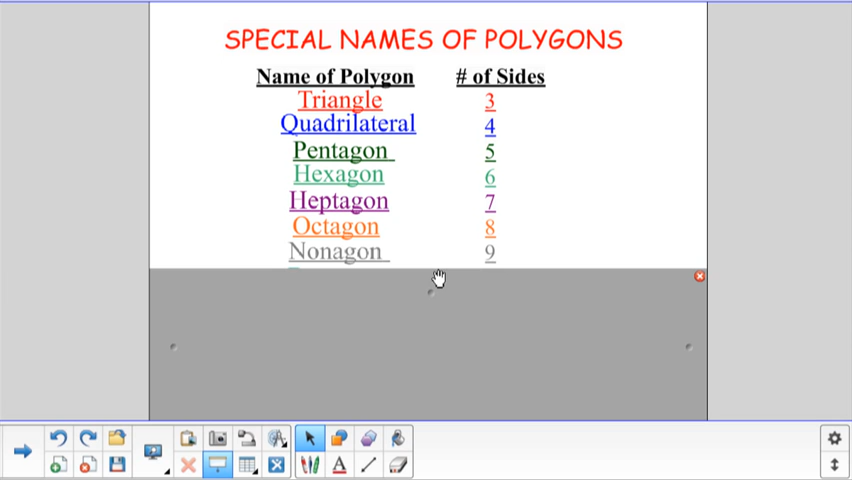 SPECIAL NAMES OF POLYGONS
Name of Polygon # of Sides
Triangle 3
Quadrilateral 4
Pentagon 5
Hexagon 6
Heptagon 7
Octagon 8
Nonagon 9